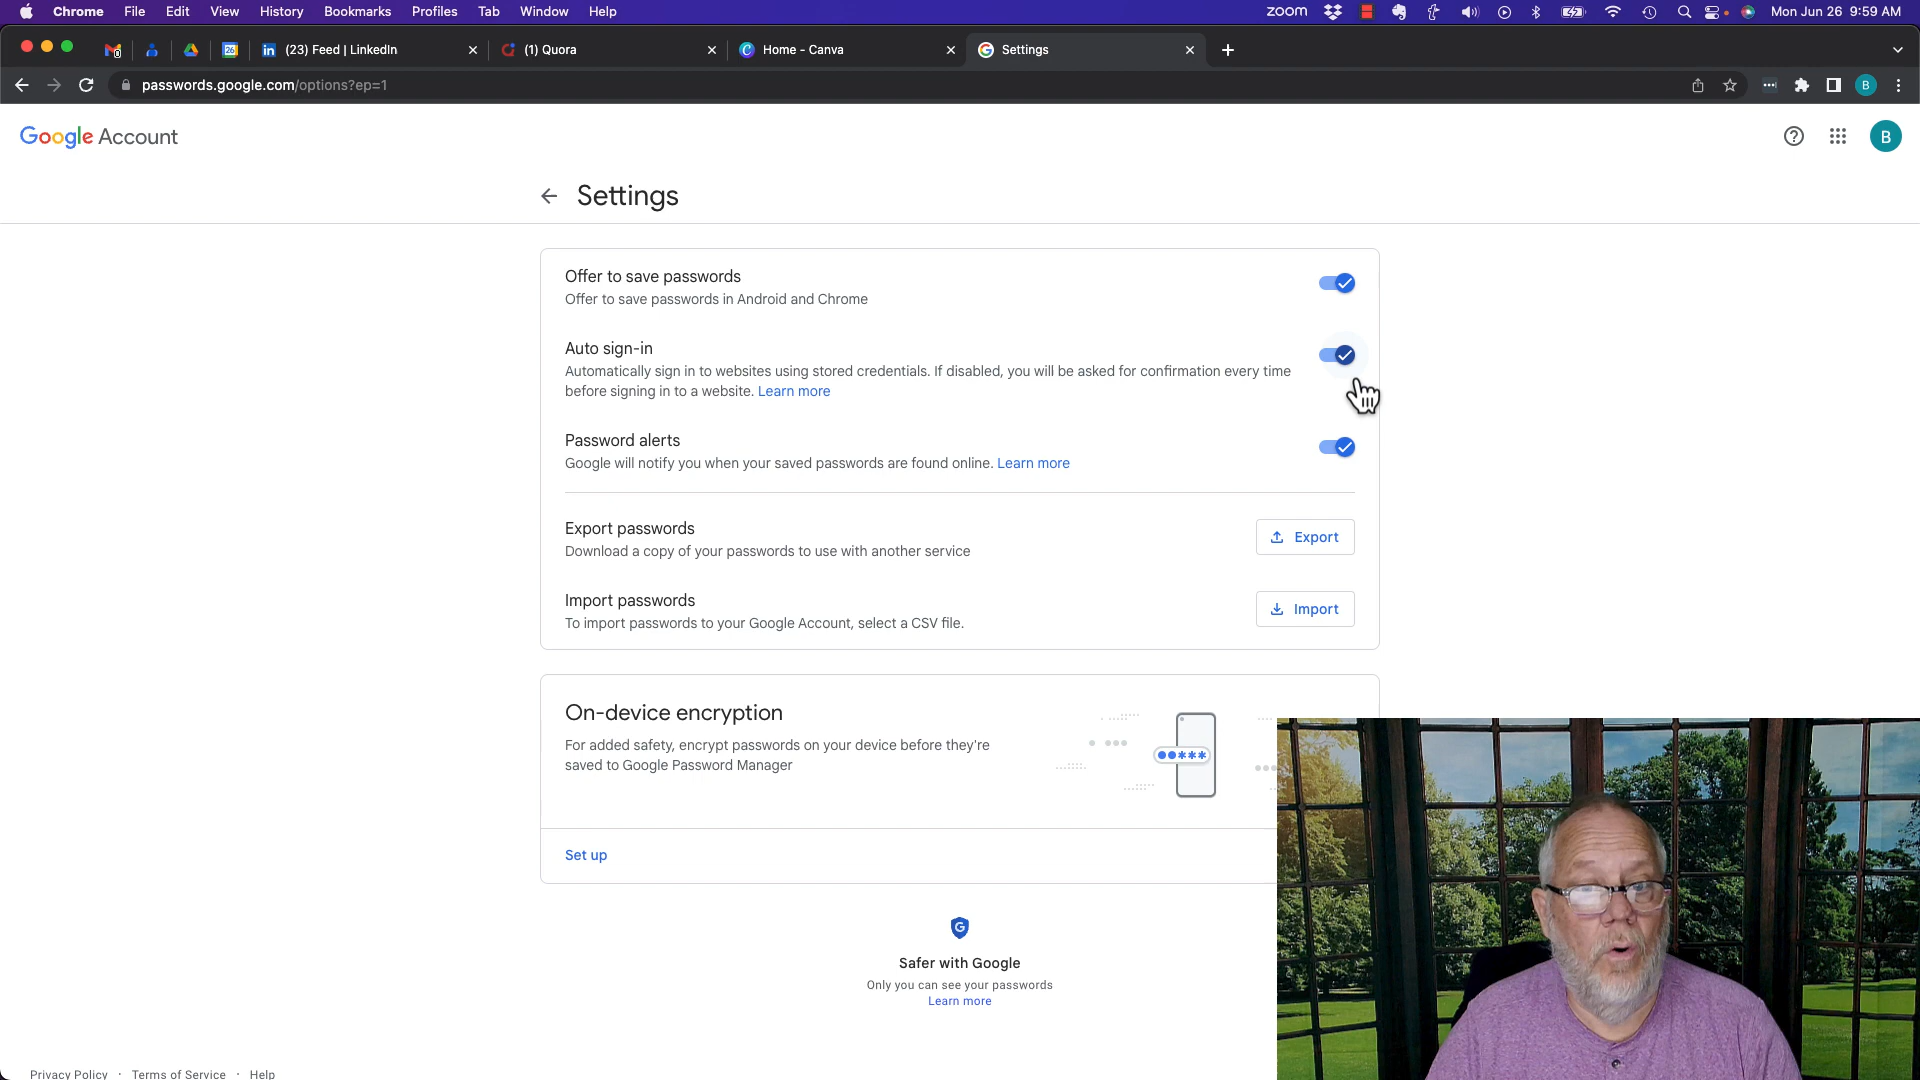 Chrome File Edit View History Bookmarks Profiles Tab Window Help zoom Mon Jun 26 9:59 AM
26 in (23) Feed | LinkedIn (1) Quora Home - Canva Settings
passwords.google.com/options?ep=1 B
Google Account B
Settings
Offer to save passwords
Offer to save passwords in Android and Chrome
Auto sign-in
Automatically sign in to websites using stored credentials. If disabled, you will be asked for confirmation every time
before signing in to a website. Learn more
Password alerts
Google will notify you when your saved passwords are found online. Learn more
Export passwords
Download a copy of your passwords to use with another service
Export
Import passwords
To import passwords to your Google Account, select a CSV file.
Import
On-device encryption
For added safety, encrypt passwords on your device before they're
saved to Google Password Manager
Set up
G
Safer with Google
Only you can see your passwords
Learn more
Privacy Policy · Terms of Service · Help